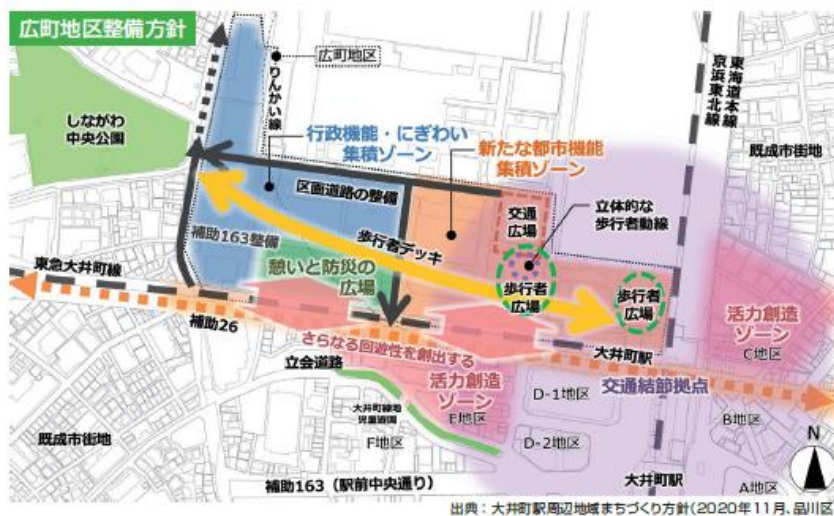 広町地区整備方針
広町地区
りんかい線
東海道本線
京浜東北線
しながわ
中央公園
行政機能・にぎわい
集積ゾーン
新たな都市機能
集積ゾーン
既成市街地
区画道路の整備
交通
広場
立体的な
歩行者動線
補助163整備
歩行者デッキ
東急大井町線
憩いと防災の
広場
歩行者
広場
歩行者
広場
活力創造
ゾーン
C地区
補助26
さらなる回遊性を創出する
大井町駅
立会道路
活力創造
ゾーン
E地区
交通結節拠点
D-1地区
B地区
大井町緑地
児童遊園
F地区
D-2地区
既成市街地
N
補助163（駅前中央通り）
大井町駅
A地区
出典：大井町駅周辺地域まちづくり方針(2020年11月、品川区